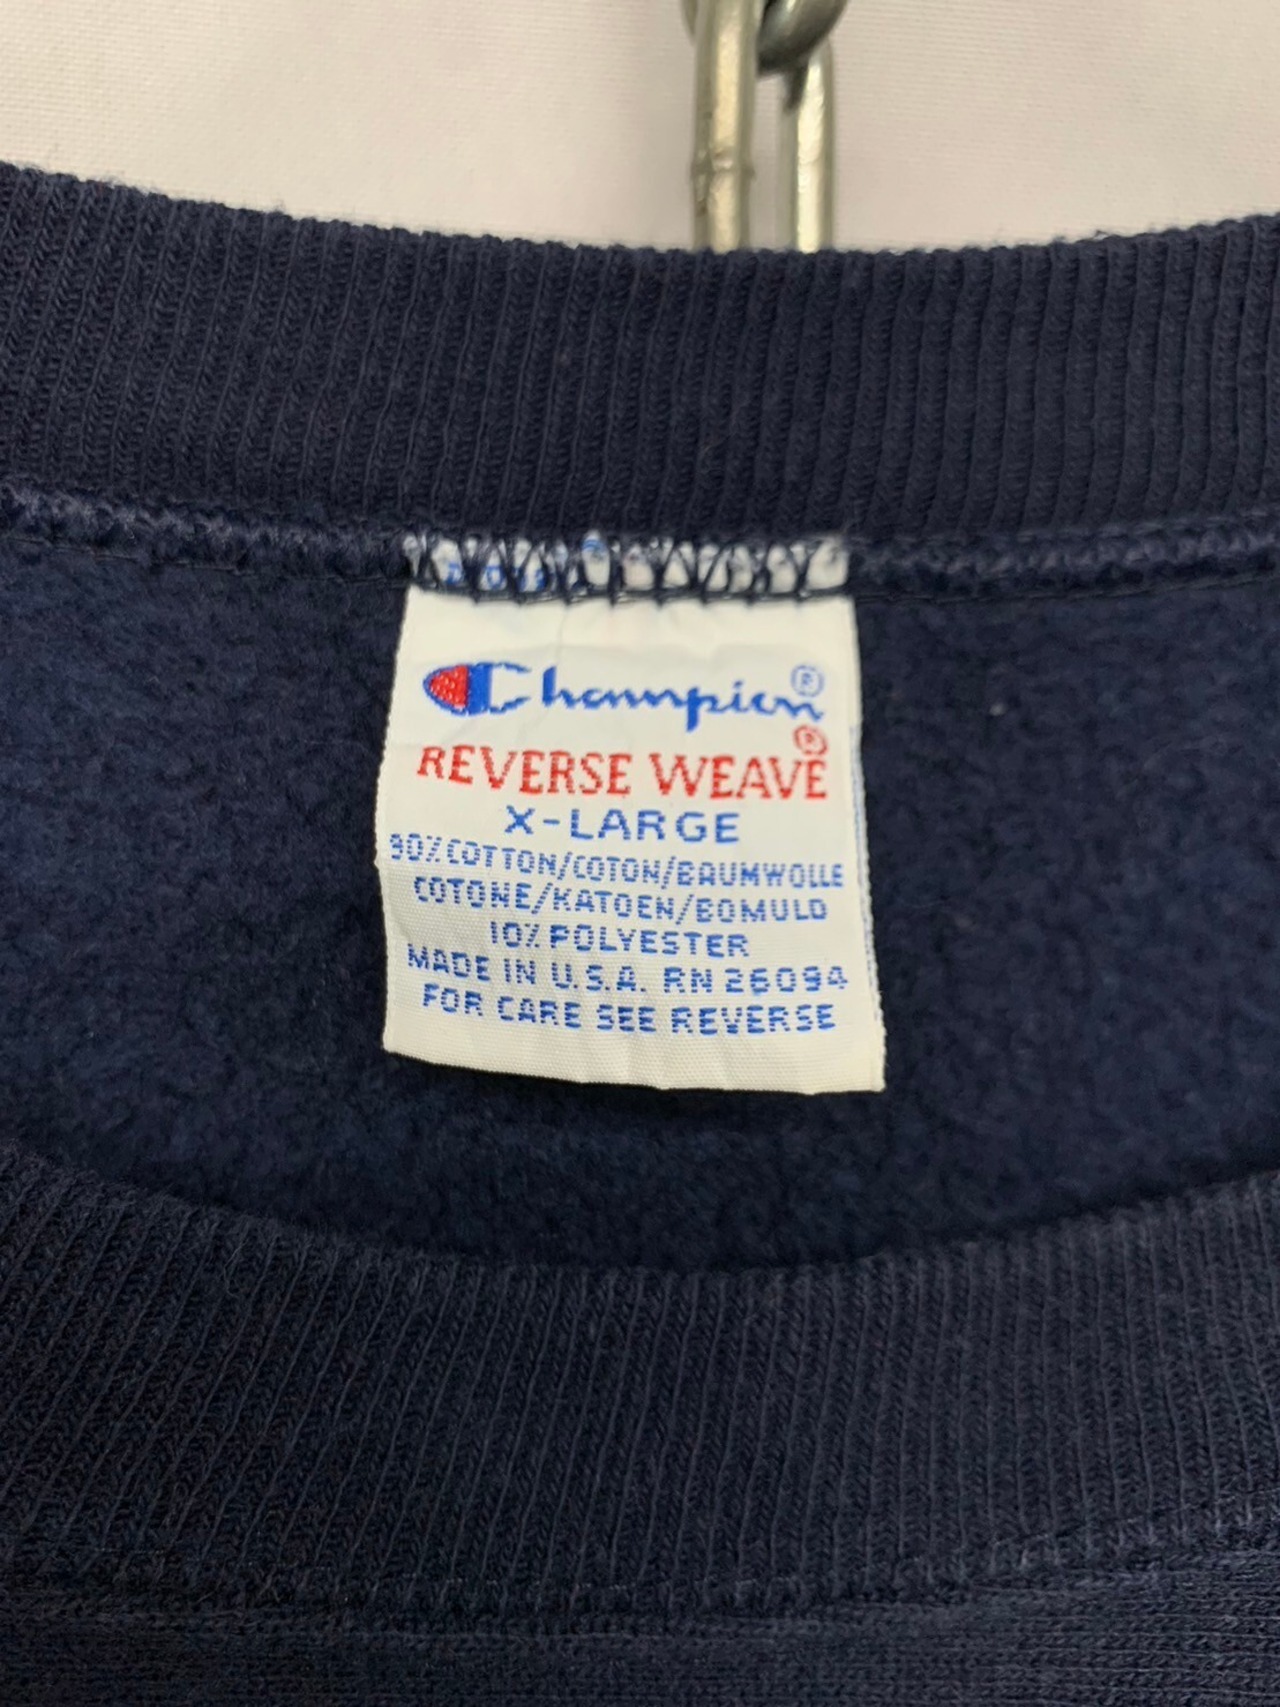 Champion®
REVERSE WEAVE®
X-LARGE
90% COTTON/COTON/BAUMWOLLE
COTONE/KATOEN/BOMULD
10% POLYESTER
MADE IN U.S.A. RN 26094
FOR CARE SEE REVERSE